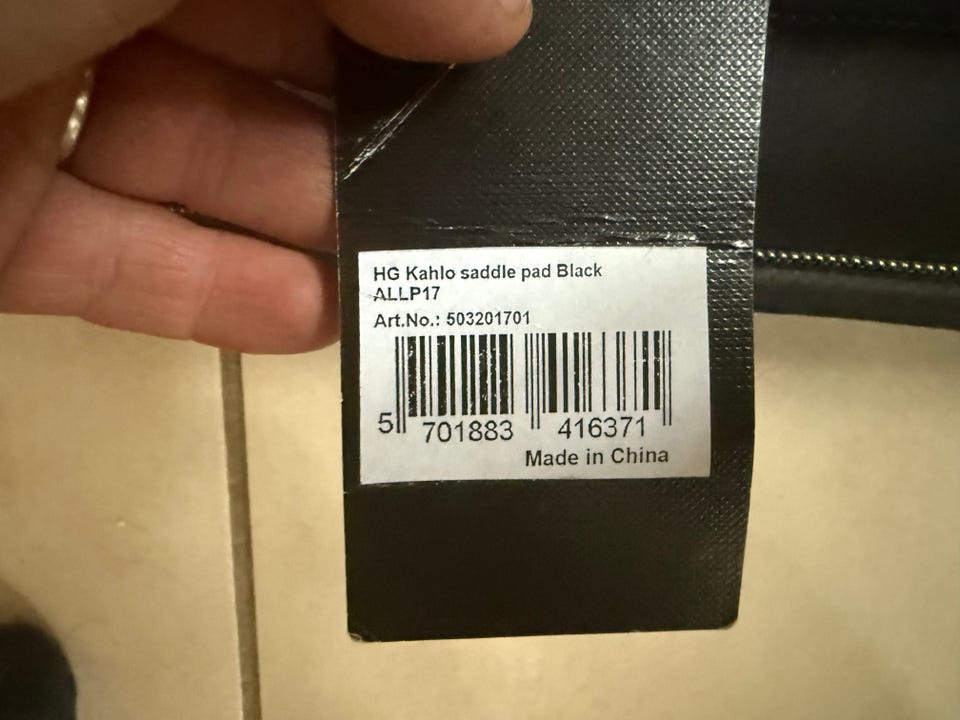 HG Kahlo saddle pad Black
ALLP17
Art.No.: 503201701
5 701883 416371
Made in China